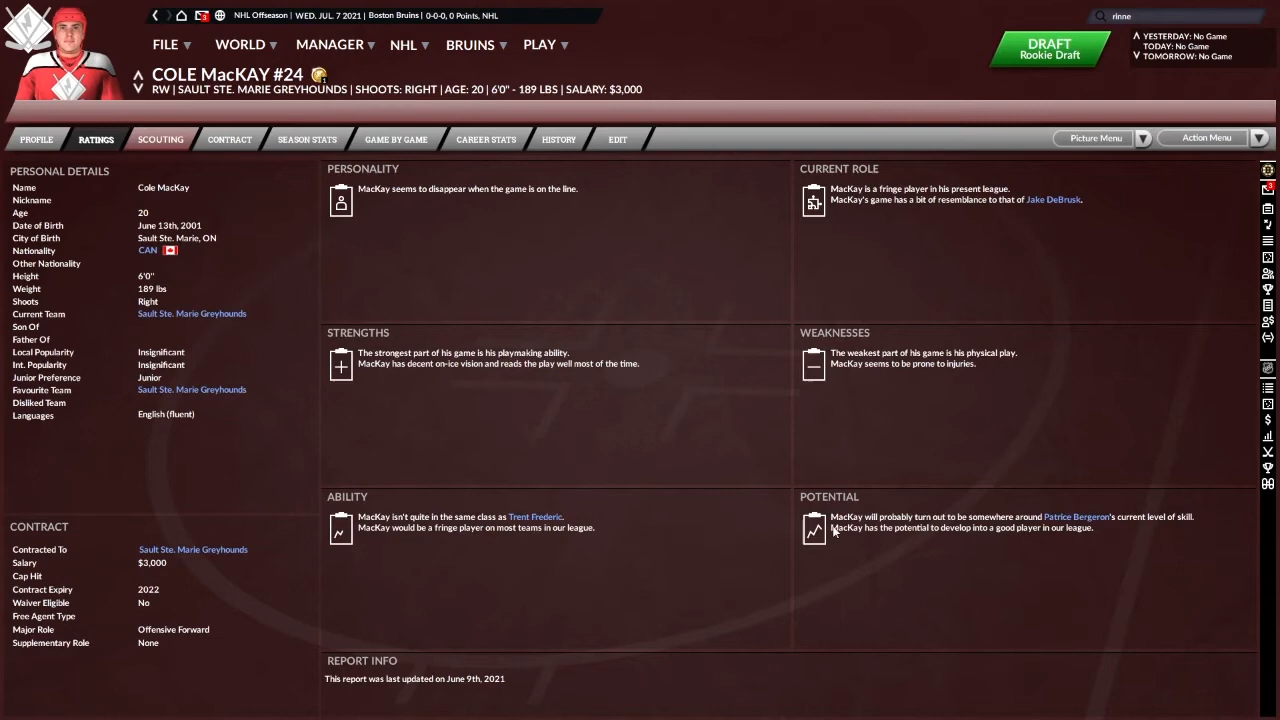 NHL Offseason | WED. JUL. 7 2021 | Boston Bruins | 0-0-0, 0 Points, NHL
rinne
3
FILE
WORLD
MANAGER
NHL
BRUINS
PLAY
DRAFT
Rookie Draft
YESTERDAY: No Game
TODAY: No Game
TOMORROW: No Game
COLE MacKAY #24
1
RW | SAULT STE. MARIE GREYHOUNDS | SHOOTS: RIGHT | AGE: 20 | 6'0" - 189 LBS | SALARY: $3,000
PROFILE
RATINGS
SCOUTING
CONTRACT
SEASON STATS
GAME BY GAME
CAREER STATS
HISTORY
EDIT
Picture Menu
Action Menu
PERSONAL DETAILS
Name Cole MacKay
Nickname
Age 20
Date of Birth June 13th, 2001
City of Birth Sault Ste. Marie, ON
Nationality CAN
Other Nationality
Height 6'0"
Weight 189 lbs
Shoots Right
Current Team Sault Ste. Marie Greyhounds
Son Of
Father Of
Local Popularity Insignificant
Int. Popularity Insignificant
Junior Preference Junior
Favourite Team Sault Ste. Marie Greyhounds
Disliked Team
Languages English (fluent)
CONTRACT
Contracted To Sault Ste. Marie Greyhounds
Salary $3,000
Cap Hit
Contract Expiry 2022
Waiver Eligible No
Free Agent Type
Major Role Offensive Forward
Supplementary Role None
PERSONALITY
MacKay seems to disappear when the game is on the line.
CURRENT ROLE
MacKay is a fringe player in his present league.
MacKay's game has a bit of resemblance to that of Jake DeBrusk.
STRENGTHS
The strongest part of his game is his playmaking ability.
MacKay has decent on-ice vision and reads the play well most of the time.
WEAKNESSES
The weakest part of his game is his physical play.
MacKay seems to be prone to injuries.
ABILITY
MacKay isn't quite in the same class as Trent Frederic.
MacKay would be a fringe player on most teams in our league.
POTENTIAL
MacKay will probably turn out to be somewhere around Patrice Bergeron's current level of skill.
MacKay has the potential to develop into a good player in our league.
REPORT INFO
This report was last updated on June 9th, 2021
3